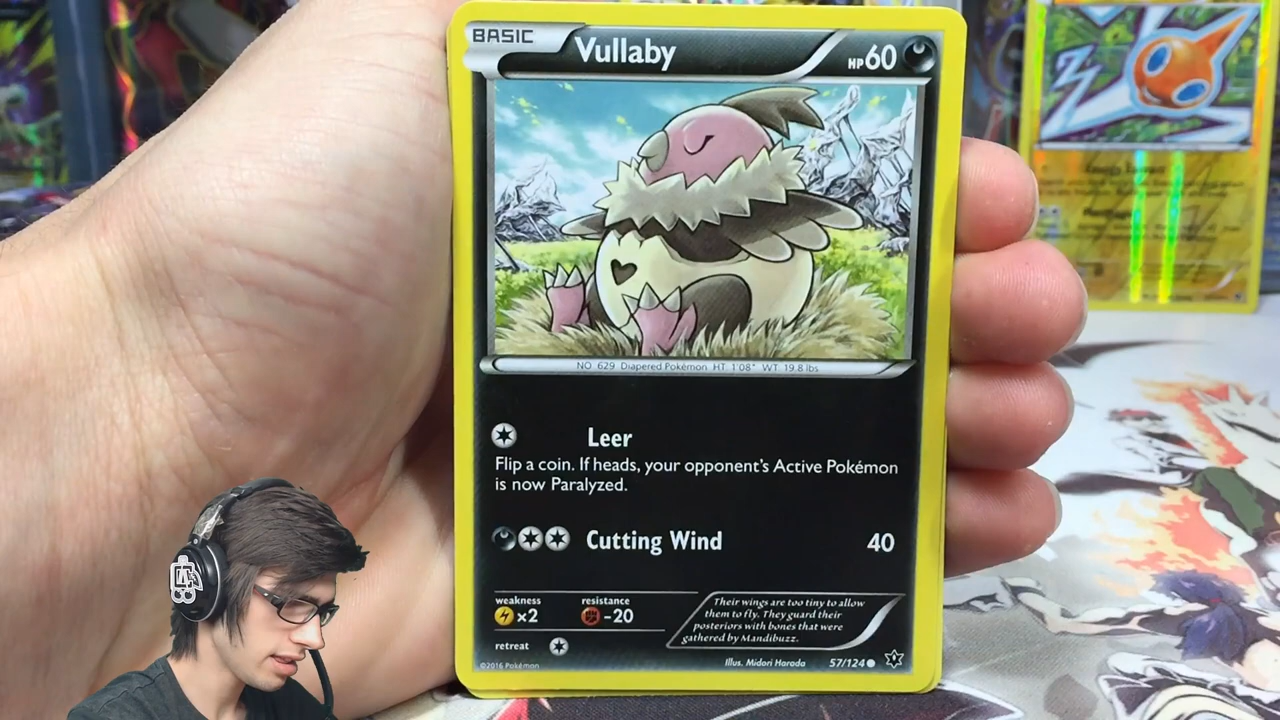 BASIC
Vullaby
HP60
NO. 629 Diapered Pokémon HT: 1'08" WT: 19.8 lbs
Leer
Flip a coin. If heads, your opponent's Active Pokémon
is now Paralyzed.
Cutting Wind 40
weakness resistance
×2 -20
retreat
Their wings are too tiny to allow
them to fly. They guard their
posteriors with bones that were
gathered by Mandibuzz.
©2016 Pokémon Illus. Midori Harada 57/124